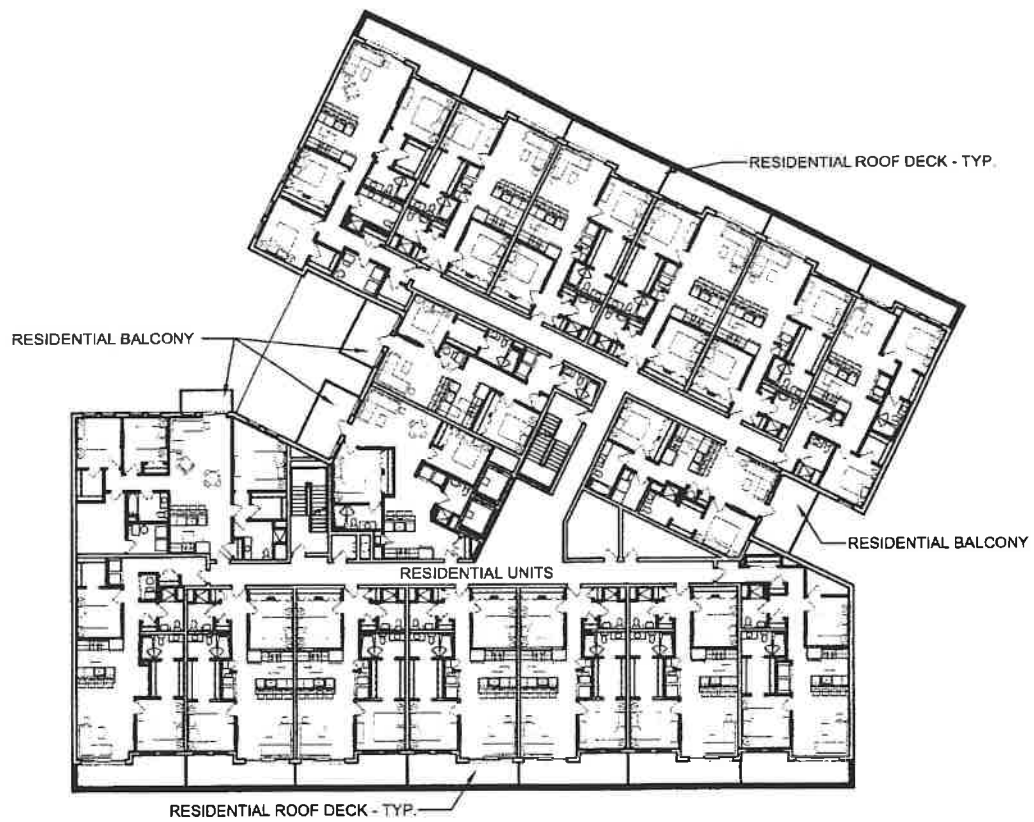 RESIDENTIAL ROOF DECK - TYP.
RESIDENTIAL BALCONY
RESIDENTIAL BALCONY
RESIDENTIAL UNITS
RESIDENTIAL ROOF DECK - TYP.